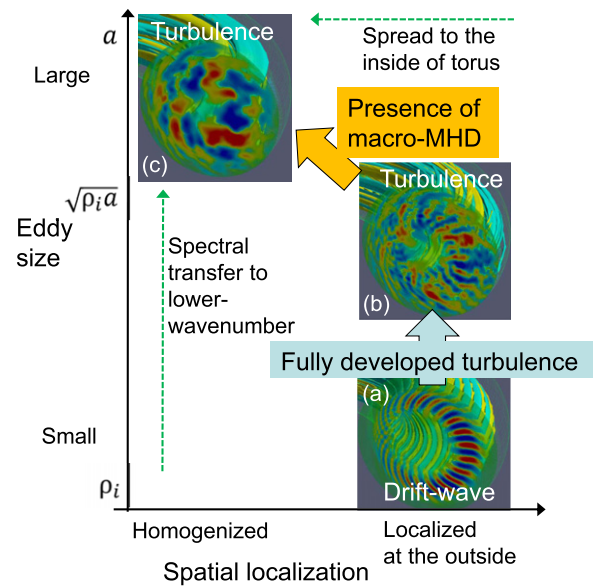 a
Large
√ρᵢa
Eddy
size
Small
ρᵢ
Turbulence
(c)
Spread to the
inside of torus
Presence of
macro-MHD
Turbulence
(b)
Spectral
transfer to
lower-
wavenumber
Fully developed turbulence
(a)
Drift-wave
Homogenized
Localized
at the outside
Spatial localization